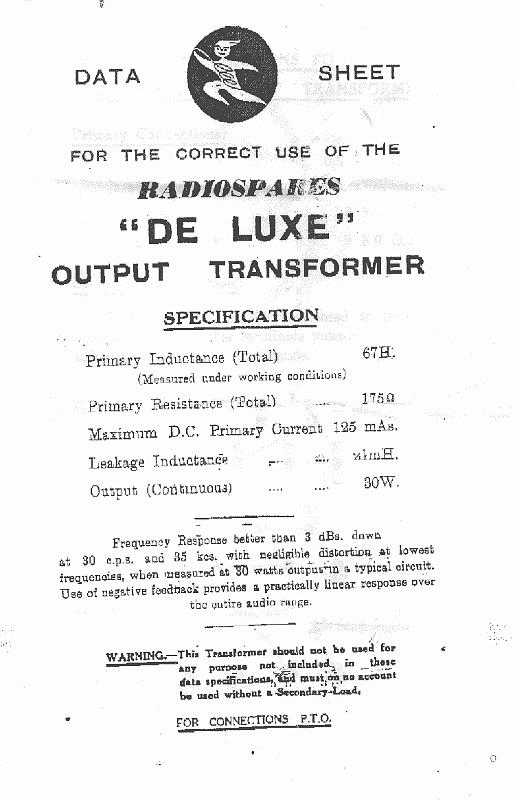 DATA SHEET
FOR THE CORRECT USE OF THE
RADIOSPARES
“DE LUXE”
OUTPUT TRANSFORMER
SPECIFICATION
Primary Inductance (Total) 67H.
(Measured under working conditions)
Primary Resistance (Total) .... 175Ω
Maximum D.C. Primary Current 125 mAs.
Leakage Inductance .... .... mH.
Output (Continuous) .... .... 30W.
Frequency Response better than 3 dBs. down
at 30 c.p.s. and 35 kcs. with negligible distortion at lowest
frequencies, when measured at 30 watts output in a typical circuit.
Use of negative feedback provides a practically linear response over
the entire audio range.
WARNING.—This Transformer should not be used for
any purpose not included in these
data specifications, and must on no account
be used without a Secondary Load.
FOR CONNECTIONS P.T.O.